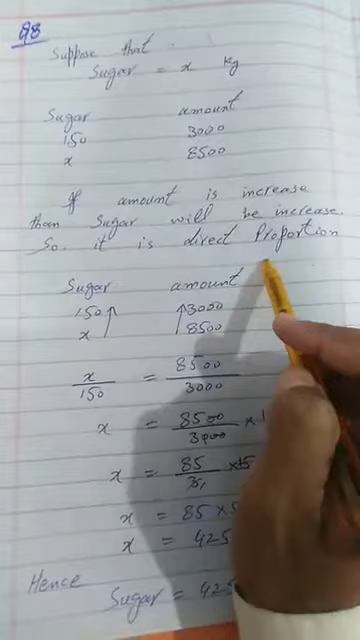 Q8
Suppose that
Sugar = x kg
Sugar amount
150 3000
x 8500
If amount is increase
than Sugar will be increase.
So. it is direct Proportion
Sugar amount
150 ↑ ↑ 3000
x 8500
x/150 = 8500/3000
x = 8500/3000 ×
x = 85/
x = 85 × 5
x = 425
Hence
Sugar = 425